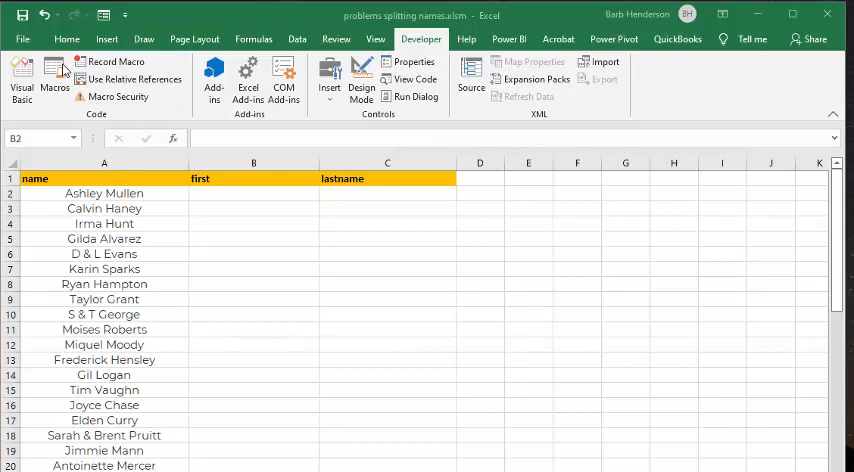 problems splitting names.xlsm - Excel
Barb Henderson BH
File Home Insert Draw Page Layout Formulas Data Review View Developer Help Power BI Acrobat Power Pivot QuickBooks Tell me Share
Visual Basic
Macros
Record Macro
Use Relative References
Macro Security
Code
Add-ins
Excel Add-ins
COM Add-ins
Add-ins
Insert
Design Mode
Properties
View Code
Run Dialog
Controls
Source
Map Properties
Expansion Packs
Refresh Data
Import
Export
XML
B2 fx
A B C D E F G H I J K
1 name first lastname
2 Ashley Mullen
3 Calvin Haney
4 Irma Hunt
5 Gilda Alvarez
6 D & L Evans
7 Karin Sparks
8 Ryan Hampton
9 Taylor Grant
10 S & T George
11 Moises Roberts
12 Miquel Moody
13 Frederick Hensley
14 Gil Logan
15 Tim Vaughn
16 Joyce Chase
17 Elden Curry
18 Sarah & Brent Pruitt
19 Jimmie Mann
20 Antoinette Mercer